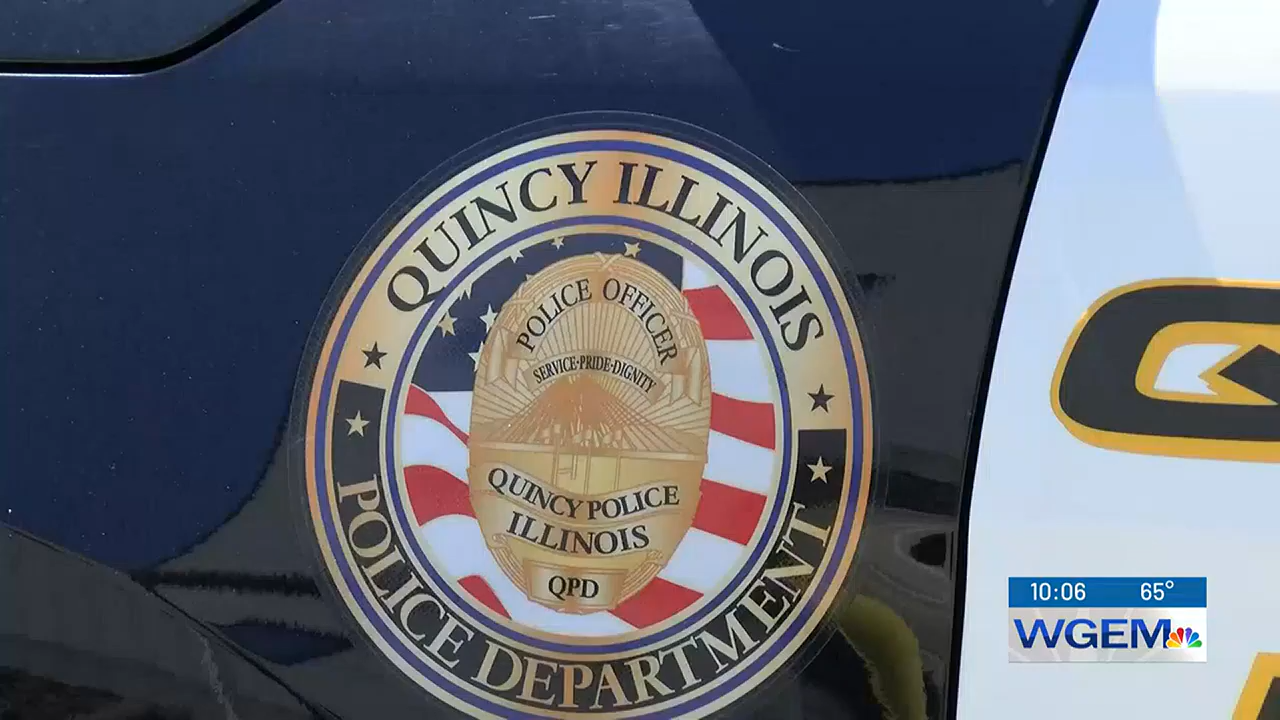 QUINCY ILLINOIS
POLICE OFFICER
SERVICE·PRIDE·DIGNITY
QUINCY POLICE
ILLINOIS
QPD
POLICE DEPARTMENT
10:06 65°
WGEM